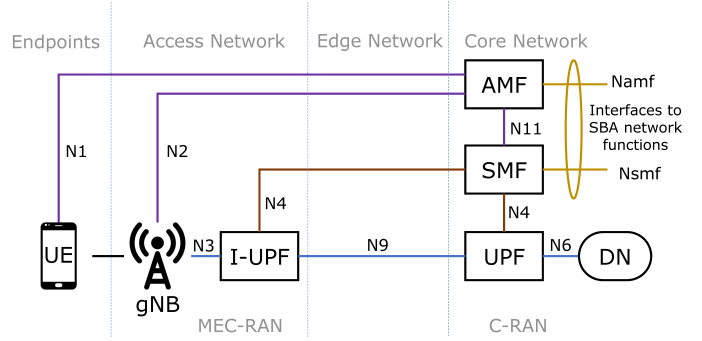 Endpoints
Access Network
Edge Network
Core Network
AMF
Namf
Interfaces to
SBA network
functions
N11
N1
N2
SMF
Nsmf
N4
N4
UE
gNB
N3
I-UPF
N9
UPF
N6
DN
MEC-RAN
C-RAN